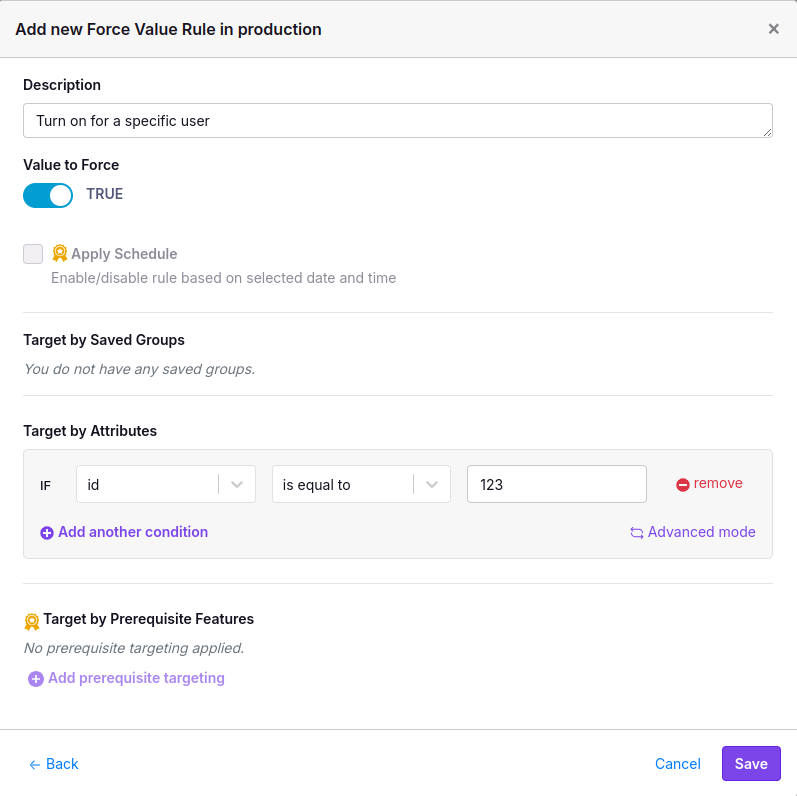 Add new Force Value Rule in production
×
Description
Turn on for a specific user
Value to Force
TRUE
Apply Schedule
Enable/disable rule based on selected date and time
Target by Saved Groups
You do not have any saved groups.
Target by Attributes
IF id is equal to 123 remove
Add another condition Advanced mode
Target by Prerequisite Features
No prerequisite targeting applied.
Add prerequisite targeting
← Back Cancel Save